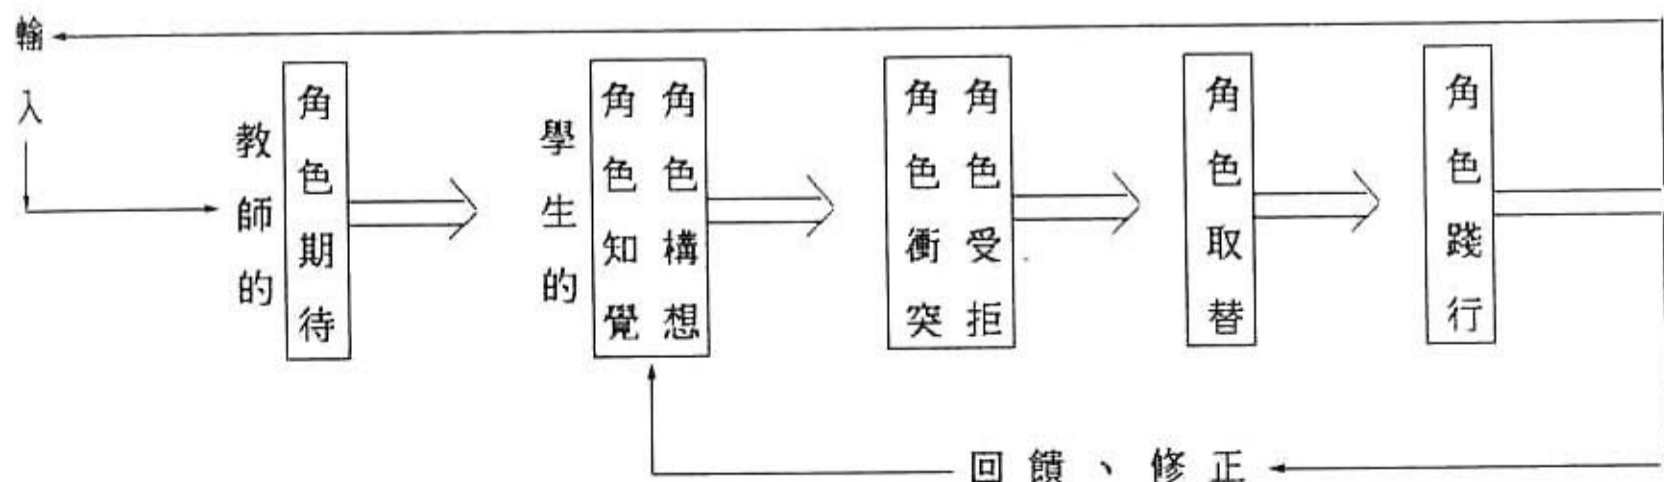 輸入
教師的
角色期待
學生的
角色知覺
角色構想
角色衝突
角色受拒
角色取替
角色踐行
回饋、修正